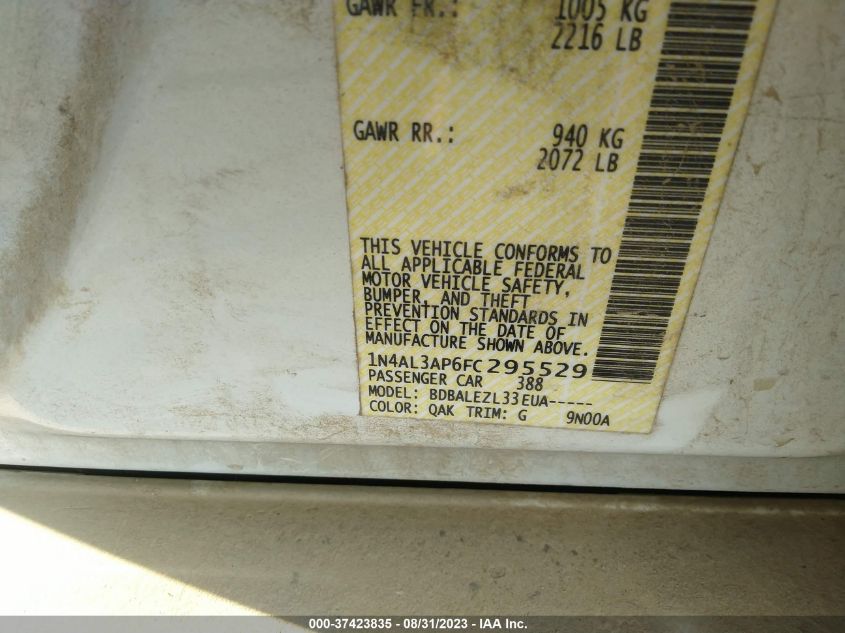 GAWR FR.: 1005 KG
2216 LB
GAWR RR.: 940 KG
2072 LB
THIS VEHICLE CONFORMS TO
ALL APPLICABLE FEDERAL
MOTOR VEHICLE SAFETY,
BUMPER, AND THEFT
PREVENTION STANDARDS IN
EFFECT ON THE DATE OF
MANUFACTURE SHOWN ABOVE.
1N4AL3AP6FC295529
PASSENGER CAR 388
MODEL: BDBALEZL33EUA-----
COLOR: QAK TRIM: G 9N00A
000-37423835 - 08/31/2023 - IAA Inc.